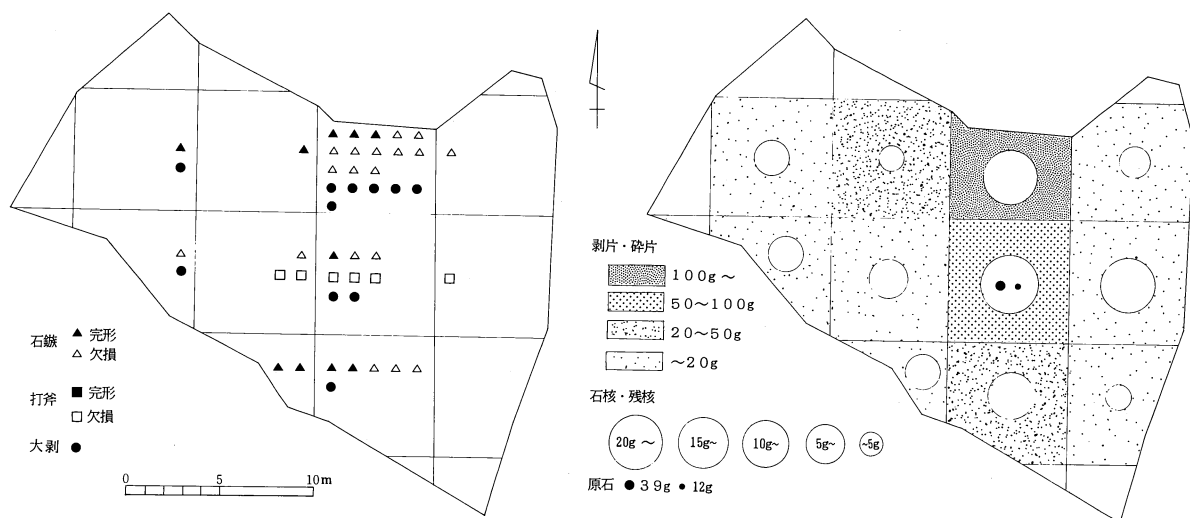 石鏃 ▲ 完形
△ 欠損
打斧 ■ 完形
□ 欠損
大剥 ●
0 5 10m
剥片・砕片
100g～
50～100g
20～50g
～20g
石核・残核
20g～ 15g~ 10g~ 5g~ ~5g
原石 ● 39g • 12g